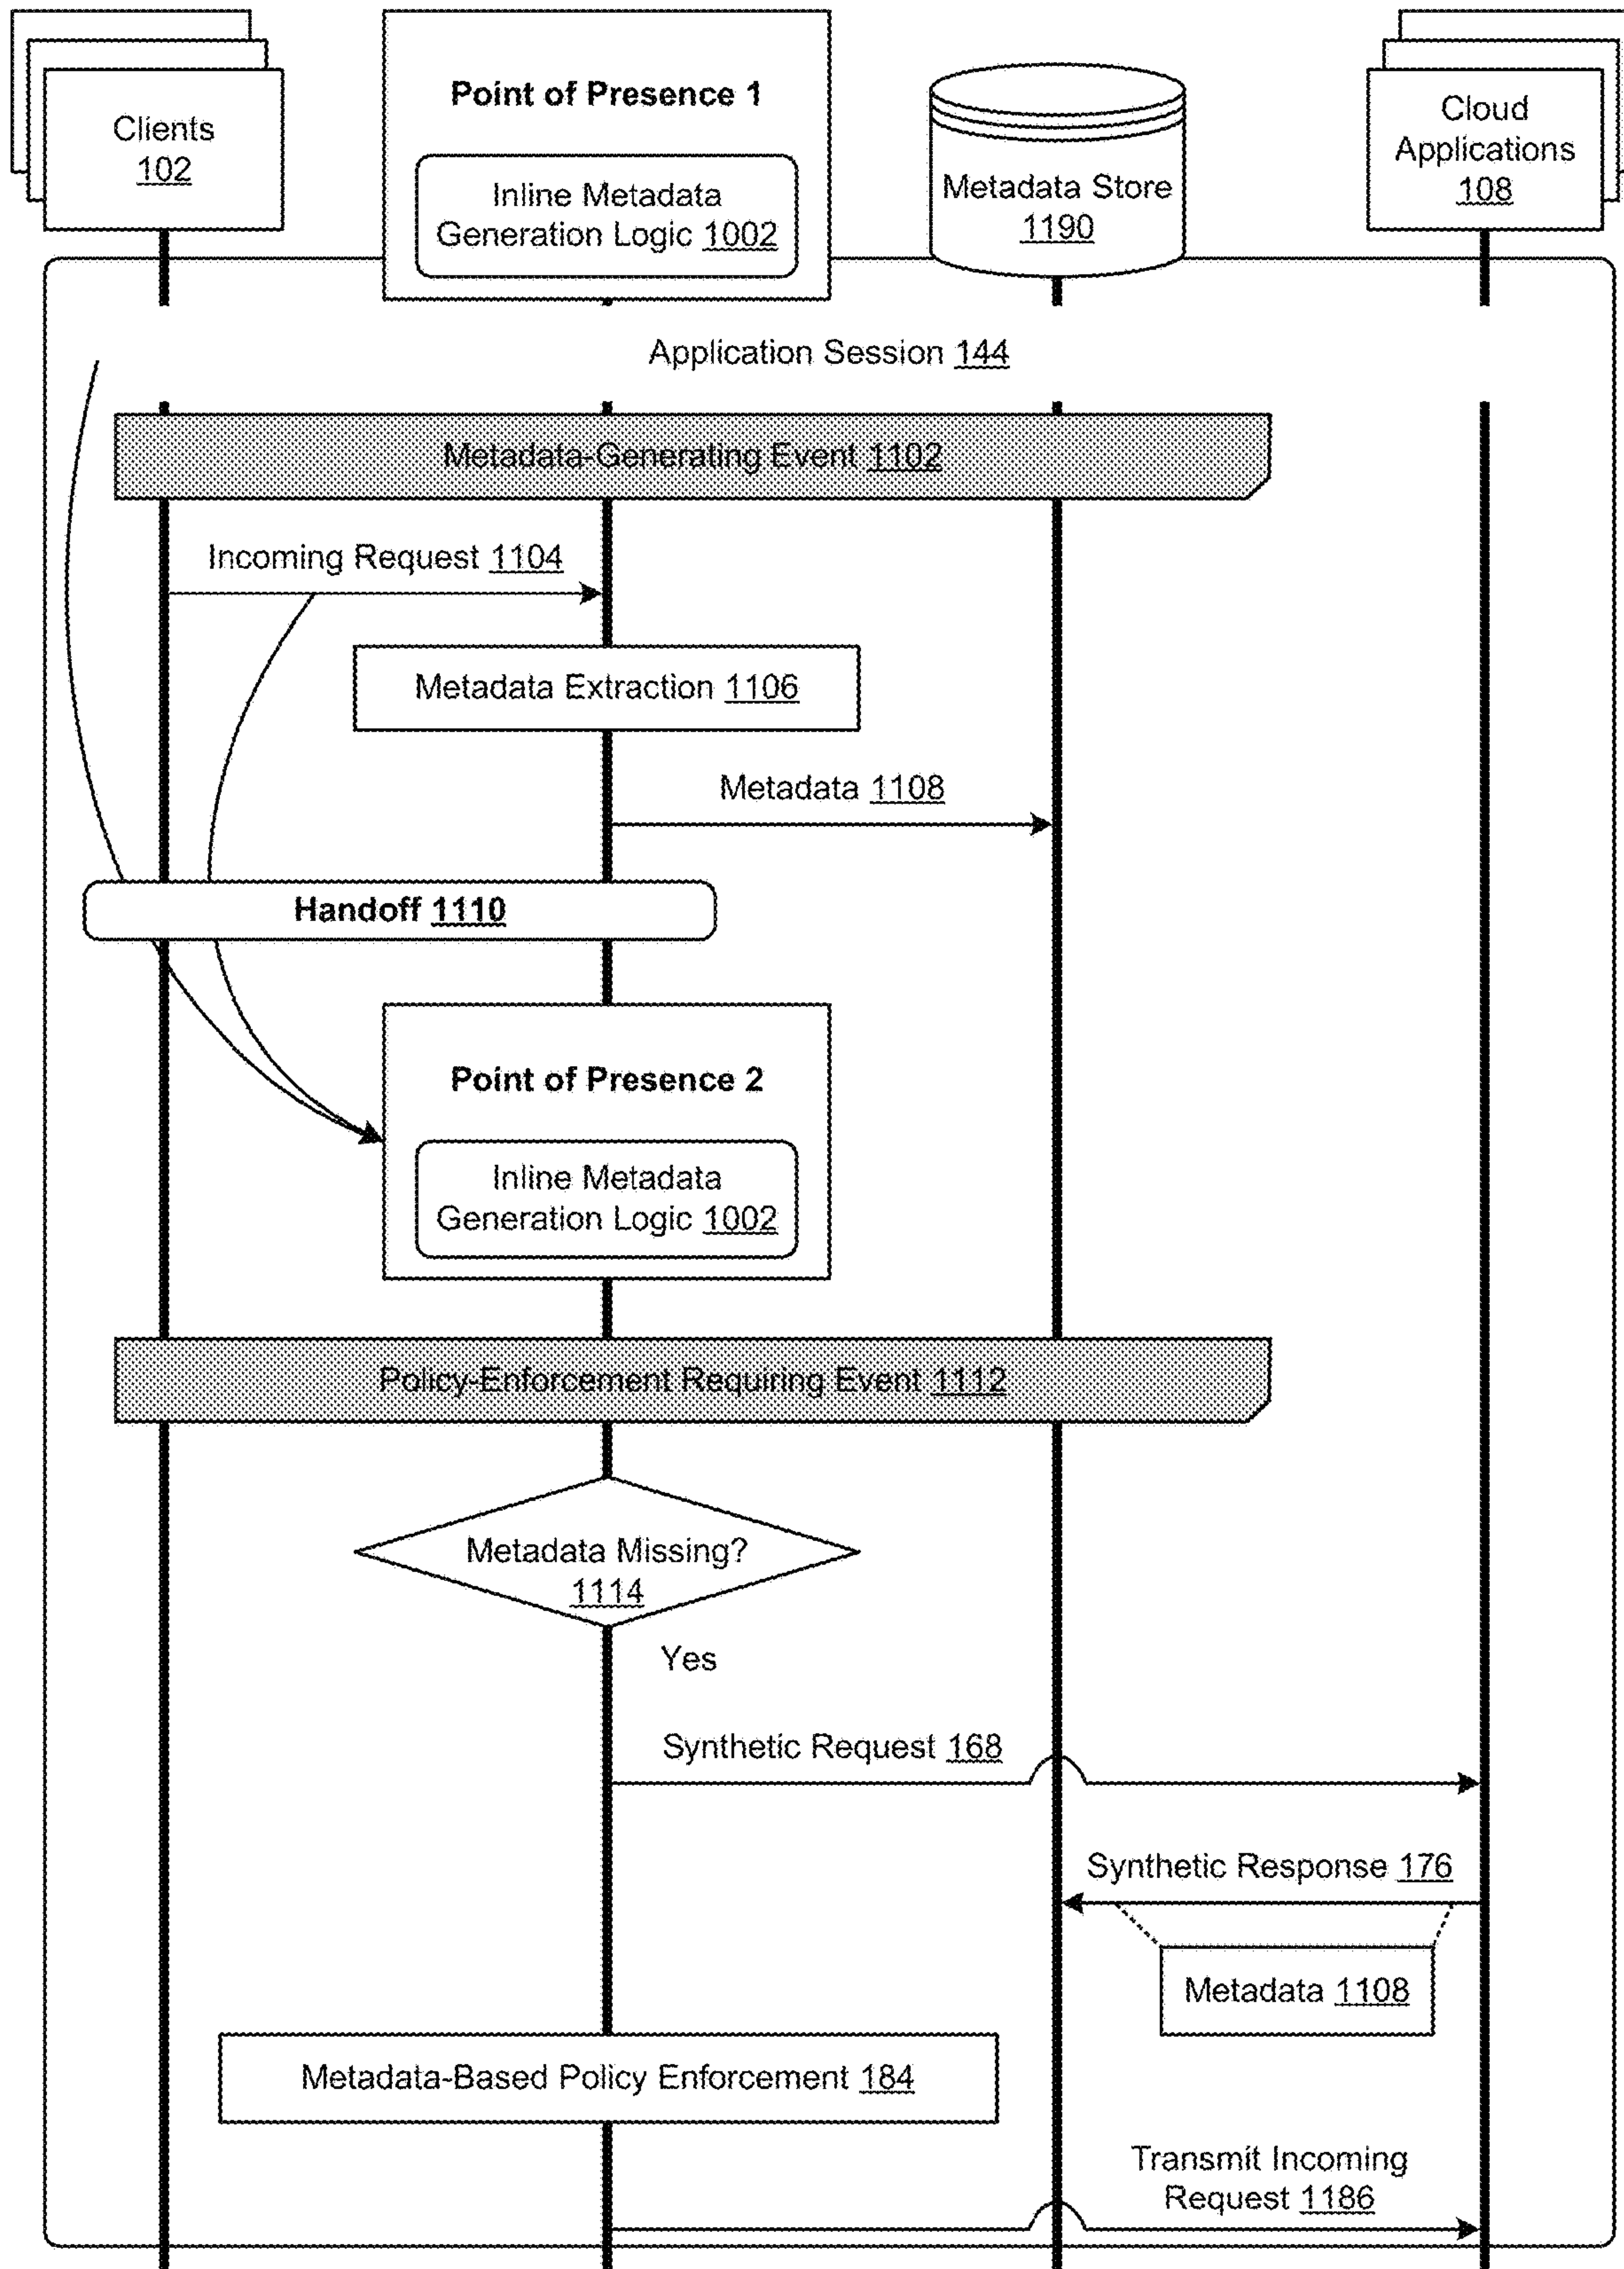 Clients
102
Point of Presence 1
Inline Metadata
Generation Logic 1002
Metadata Store
1190
Cloud
Applications
108
Application Session 144
Metadata-Generating Event 1102
Incoming Request 1104
Metadata Extraction 1106
Metadata 1108
Handoff 1110
Point of Presence 2
Inline Metadata
Generation Logic 1002
Policy-Enforcement Requiring Event 1112
Metadata Missing?
1114
Yes
Synthetic Request 168
Synthetic Response 176
Metadata 1108
Metadata-Based Policy Enforcement 184
Transmit Incoming
Request 1186